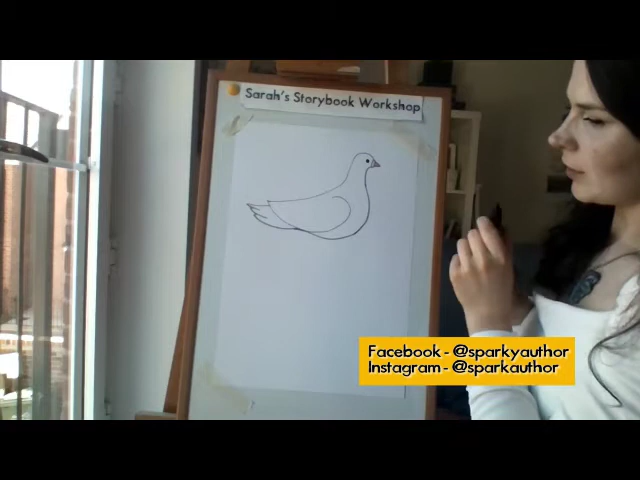 Sarah's Storybook Workshop
Facebook - @sparkyauthor
Instagram - @sparkauthor